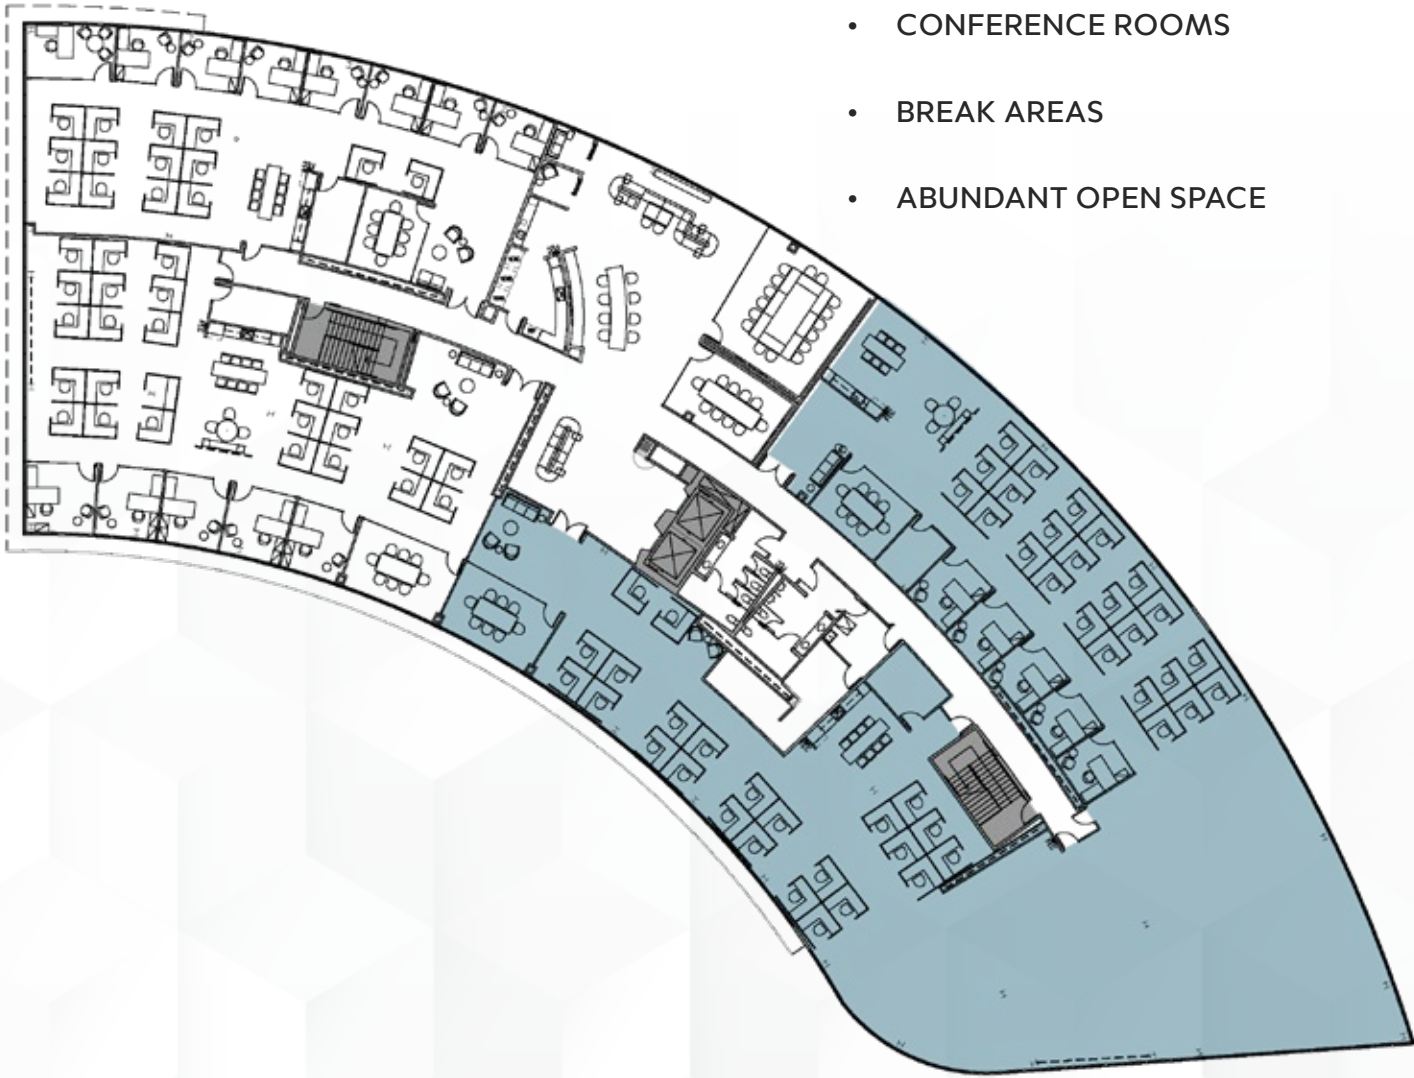 • CONFERENCE ROOMS
• BREAK AREAS
• ABUNDANT OPEN SPACE